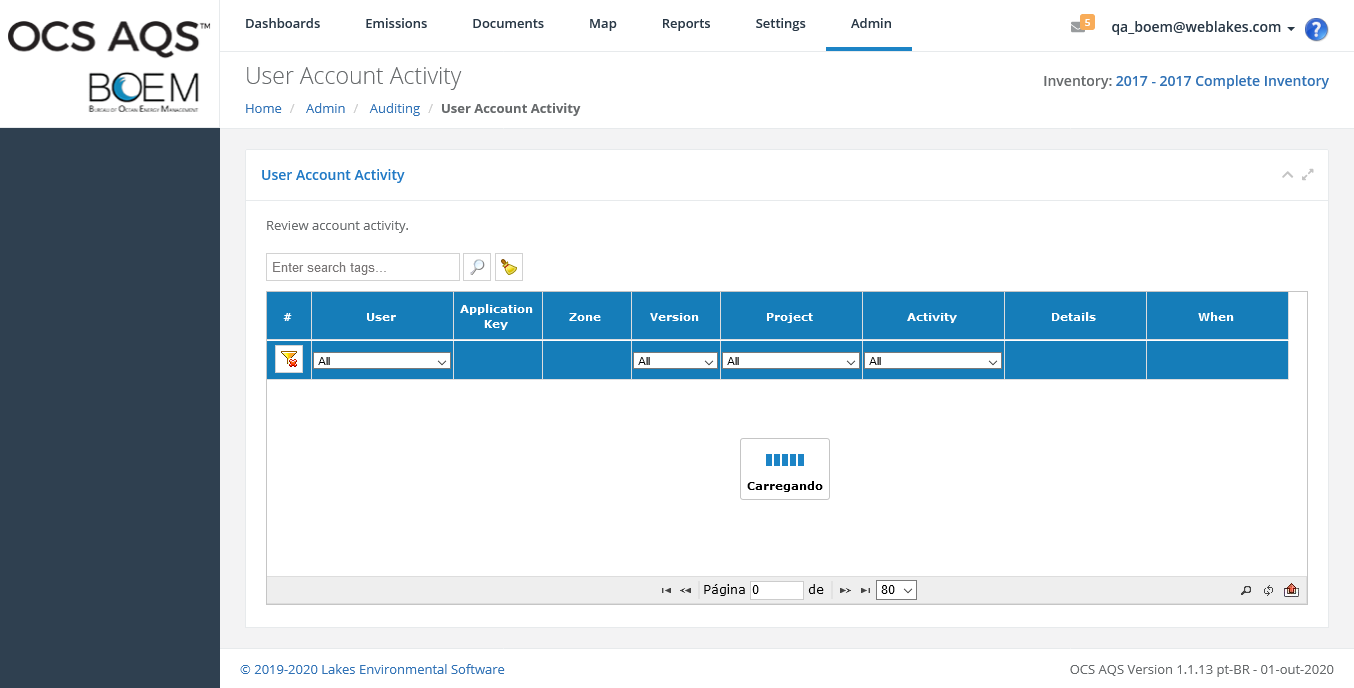 OCS AQS™
BOEM
BUREAU OF OCEAN ENERGY MANAGEMENT
Dashboards Emissions Documents Map Reports Settings Admin
5 qa_boem@weblakes.com ?
User Account Activity
Inventory: 2017 - 2017 Complete Inventory
Home / Admin / Auditing / User Account Activity
User Account Activity
Review account activity.
Enter search tags...
# User Application Key Zone Version Project Activity Details When
All All All All
Carregando
Página 0 de 80
© 2019-2020 Lakes Environmental Software
OCS AQS Version 1.1.13 pt-BR - 01-out-2020